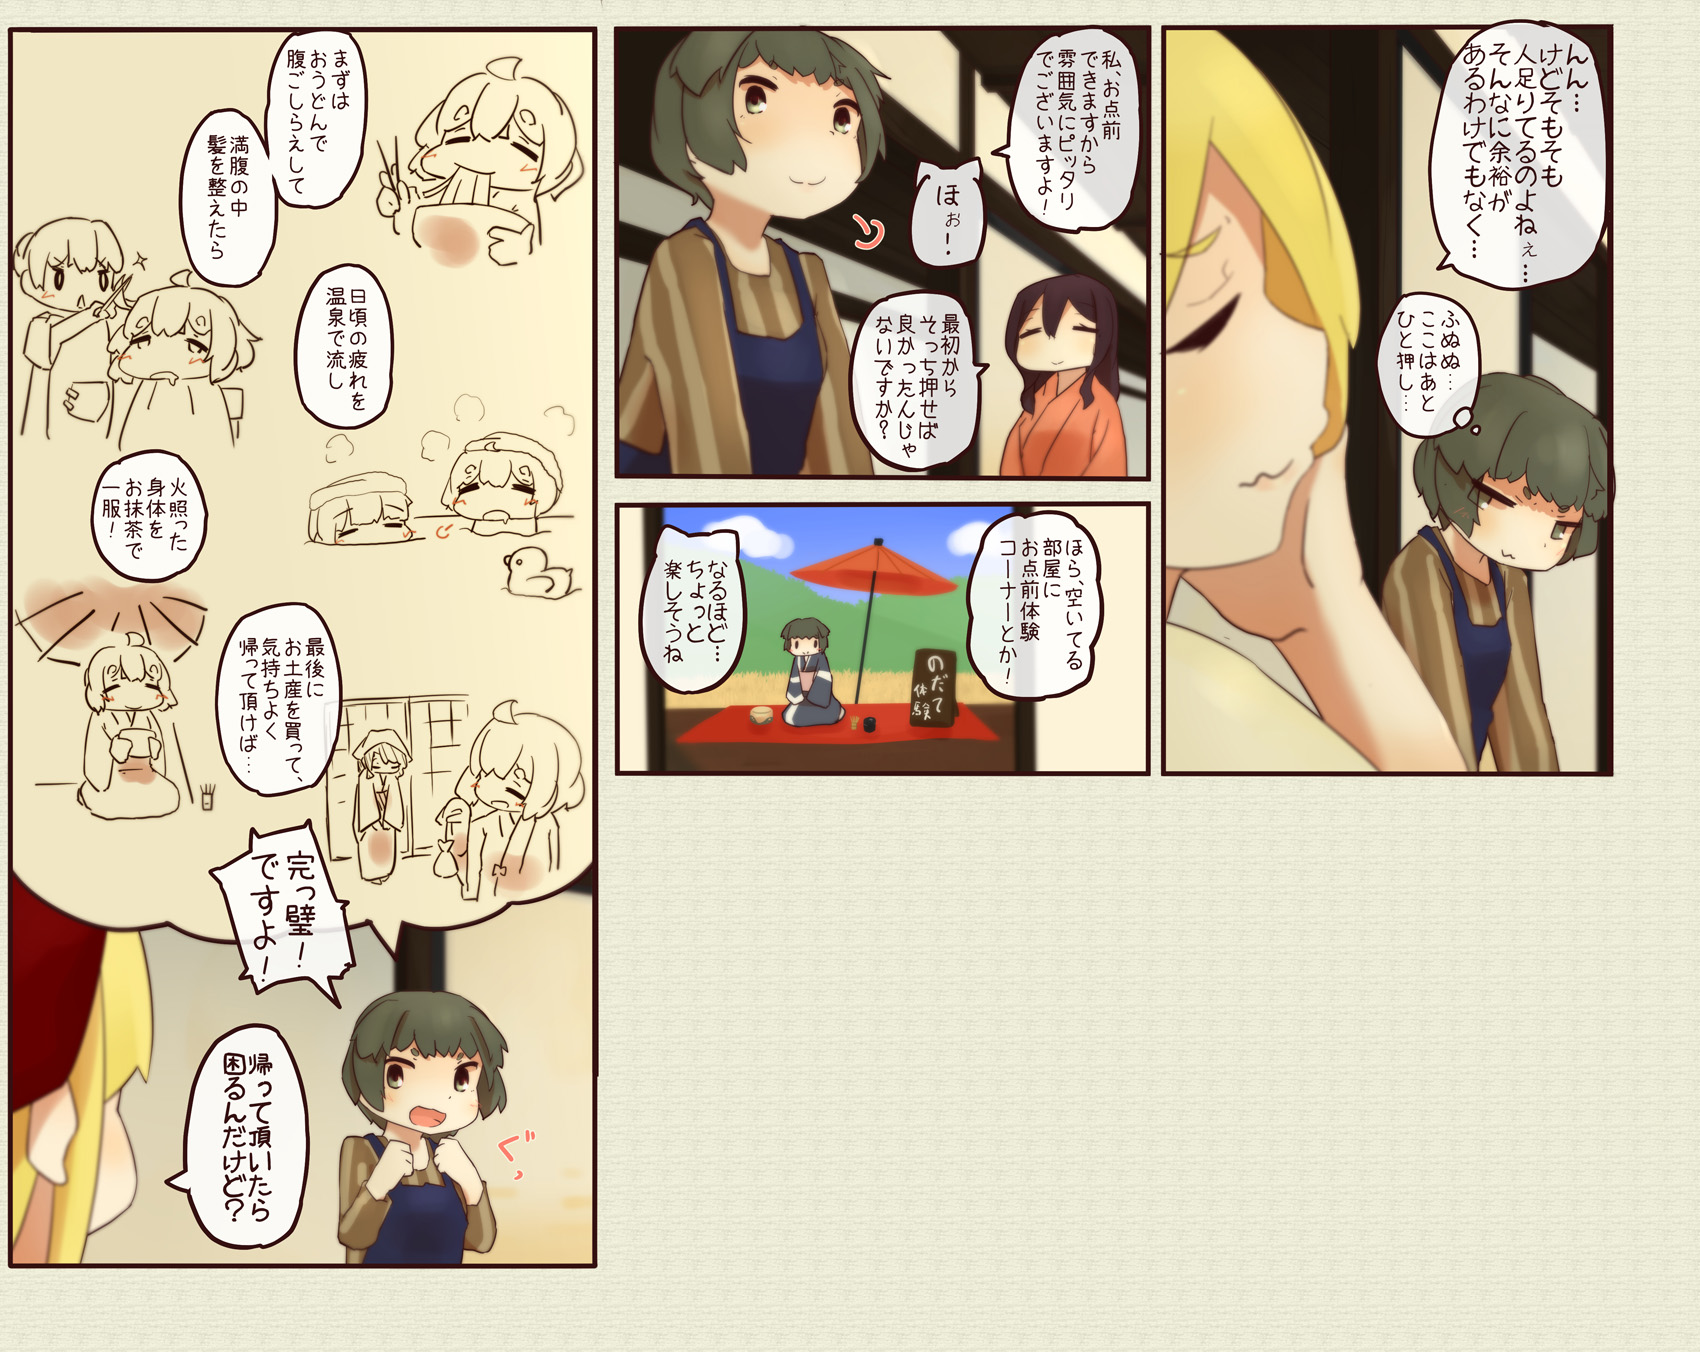 んん…
けどそもそも
人足りてるのよねぇ…
そんなに余裕が
あるわけでもなく…
ふぬぬ…
ここはあと
ひと押し…
私、お点前
できますから
雰囲気にピッタリ
でございますよ！
ほぉ！
最初から
そっち押せば
良かったんじゃ
ないですか？
ほら、空いてる
部屋に
お点前体験
コーナーとか！
のだて
体験
なるほど…
ちょっと
楽しそうね
まずは
おうどんで
腹ごしらえして
満腹の中
髪を整えたら
日頃の疲れを
温泉で流し
火照った
身体を
お抹茶で
一服！
最後に
お土産を買って、
気持ちよく
帰って頂けば…
完っ璧！
ですよ！
ぐっ
帰って頂いたら
困るんだけど？